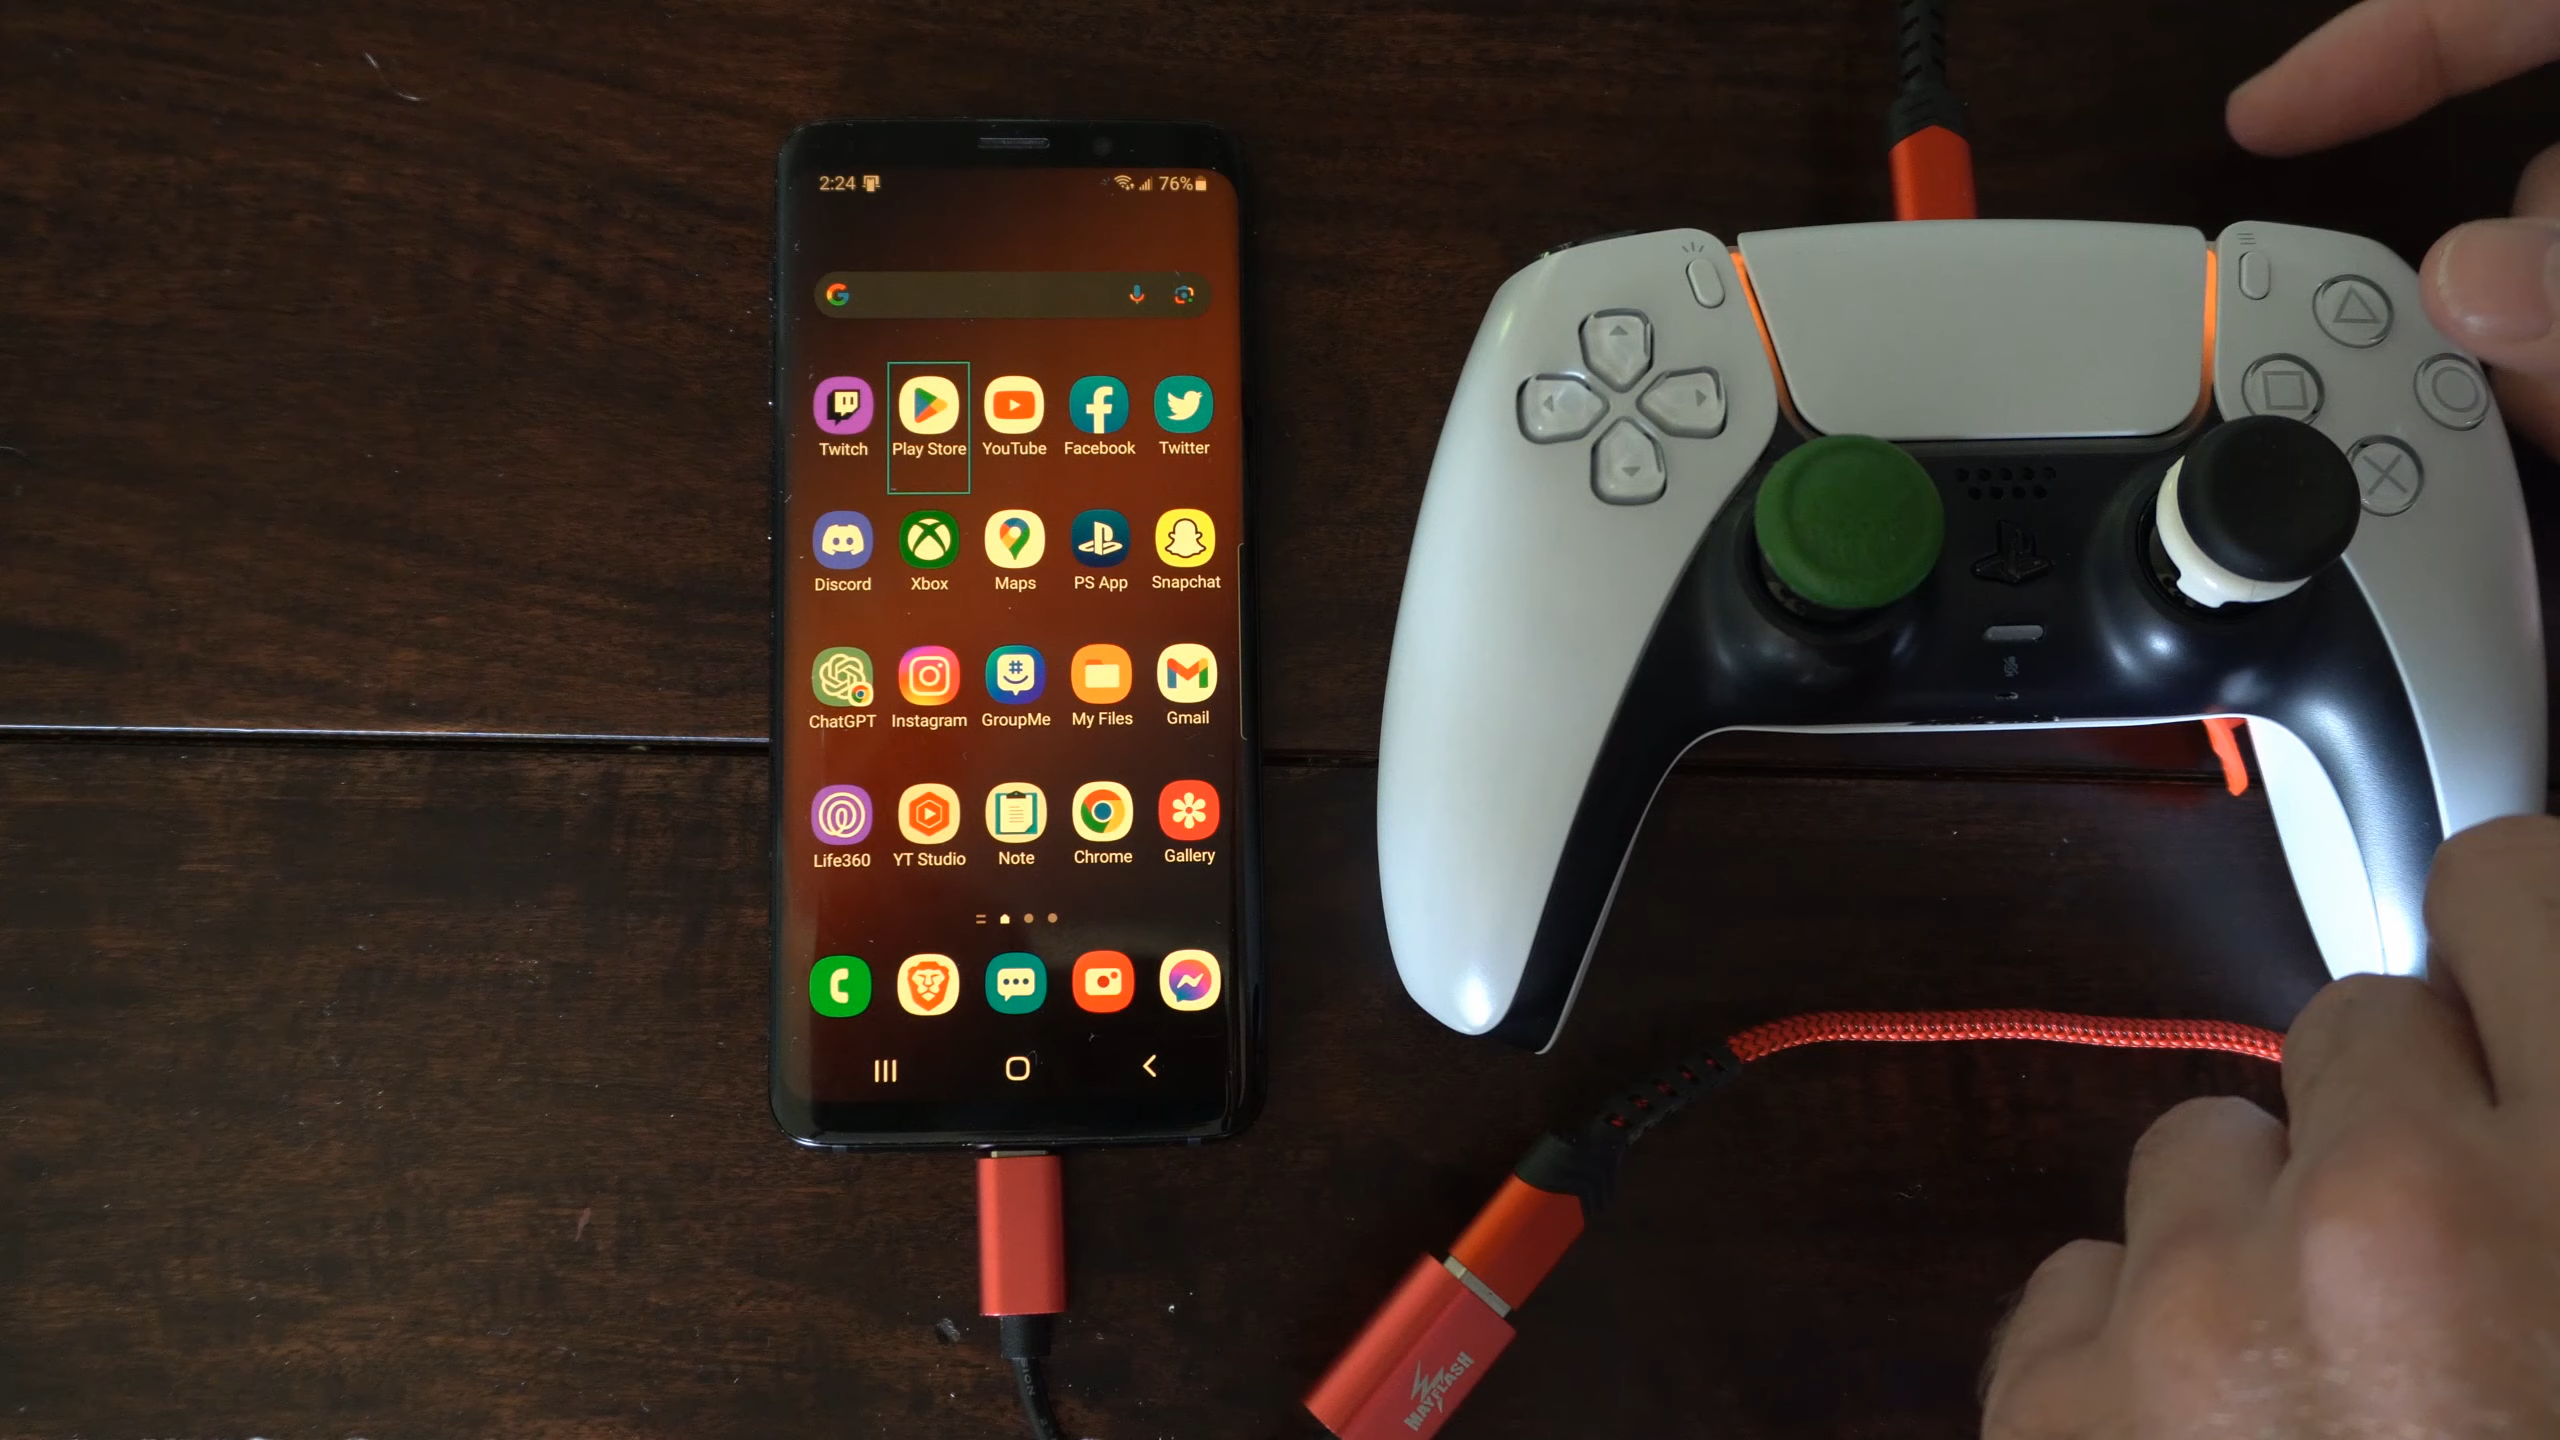 2:24 76%
Twitch Play Store YouTube Facebook Twitter
Discord Xbox Maps PS App Snapchat
ChatGPT Instagram GroupMe My Files Gmail
Life360 YT Studio Note Chrome Gallery
MAYFLASH